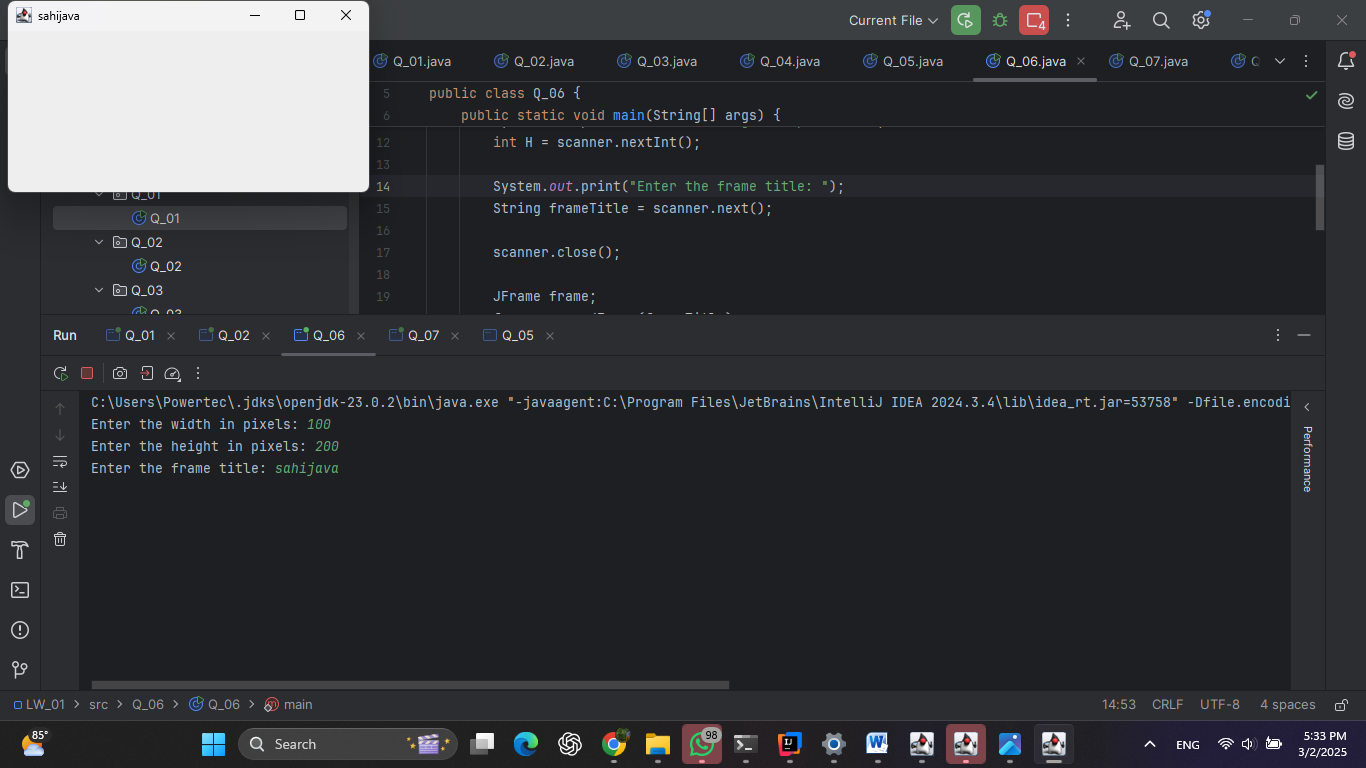 sahijava
Current File
4
Q_01.java
Q_02.java
Q_03.java
Q_04.java
Q_05.java
Q_06.java
Q_07.java
5 public class Q_06 {
6 public static void main(String[] args) {
12 int H = scanner.nextInt();
13
14 System.out.print("Enter the frame title: ");
15 String frameTitle = scanner.next();
16
17 scanner.close();
18
19 JFrame frame;
Q_01
Q_01
Q_02
Q_02
Q_03
Run Q_01 Q_02 Q_06 Q_07 Q_05
C:\Users\Powertec\.jdks\openjdk-23.0.2\bin\java.exe "-javaagent:C:\Program Files\JetBrains\IntelliJ IDEA 2024.3.4\lib\idea_rt.jar=53758" -Dfile.encodi
Enter the width in pixels: 100
Enter the height in pixels: 200
Enter the frame title: sahijava
Performance
LW_01 > src > Q_06 > Q_06 > main
14:53 CRLF UTF-8 4 spaces
85°
Search
98
ENG
5:33 PM
3/2/2025